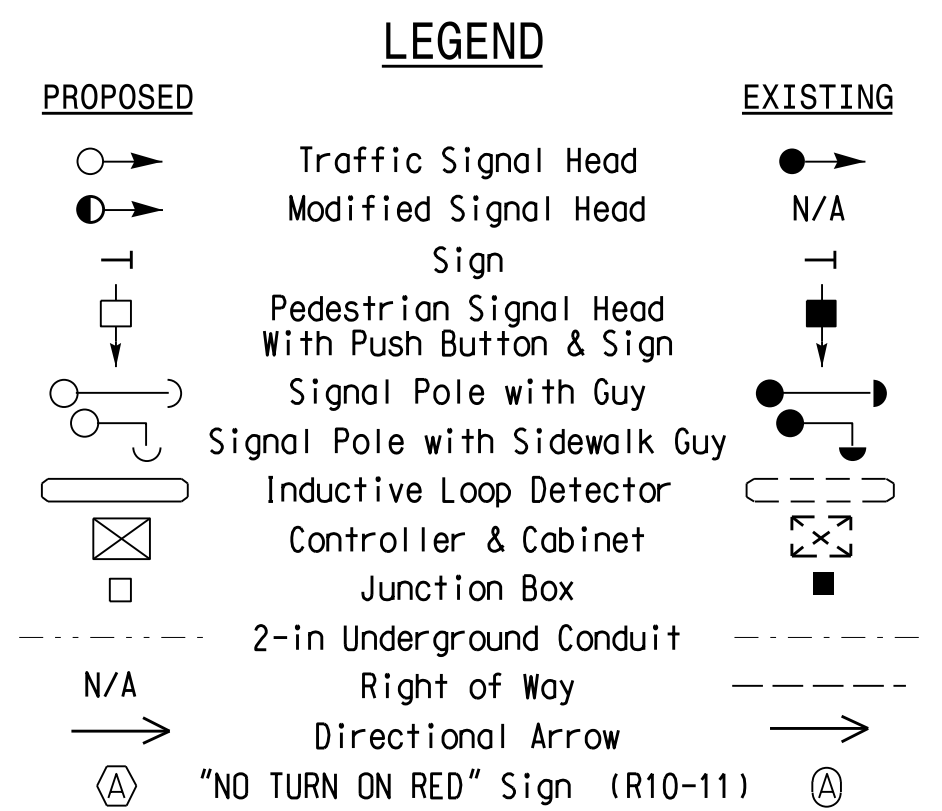 LEGEND
PROPOSED EXISTING
Traffic Signal Head
Modified Signal Head N/A
Sign
Pedestrian Signal Head
With Push Button & Sign
Signal Pole with Guy
Signal Pole with Sidewalk Guy
Inductive Loop Detector
Controller & Cabinet
Junction Box
2-in Underground Conduit
N/A Right of Way
Directional Arrow
A "NO TURN ON RED" Sign (R10-11) A